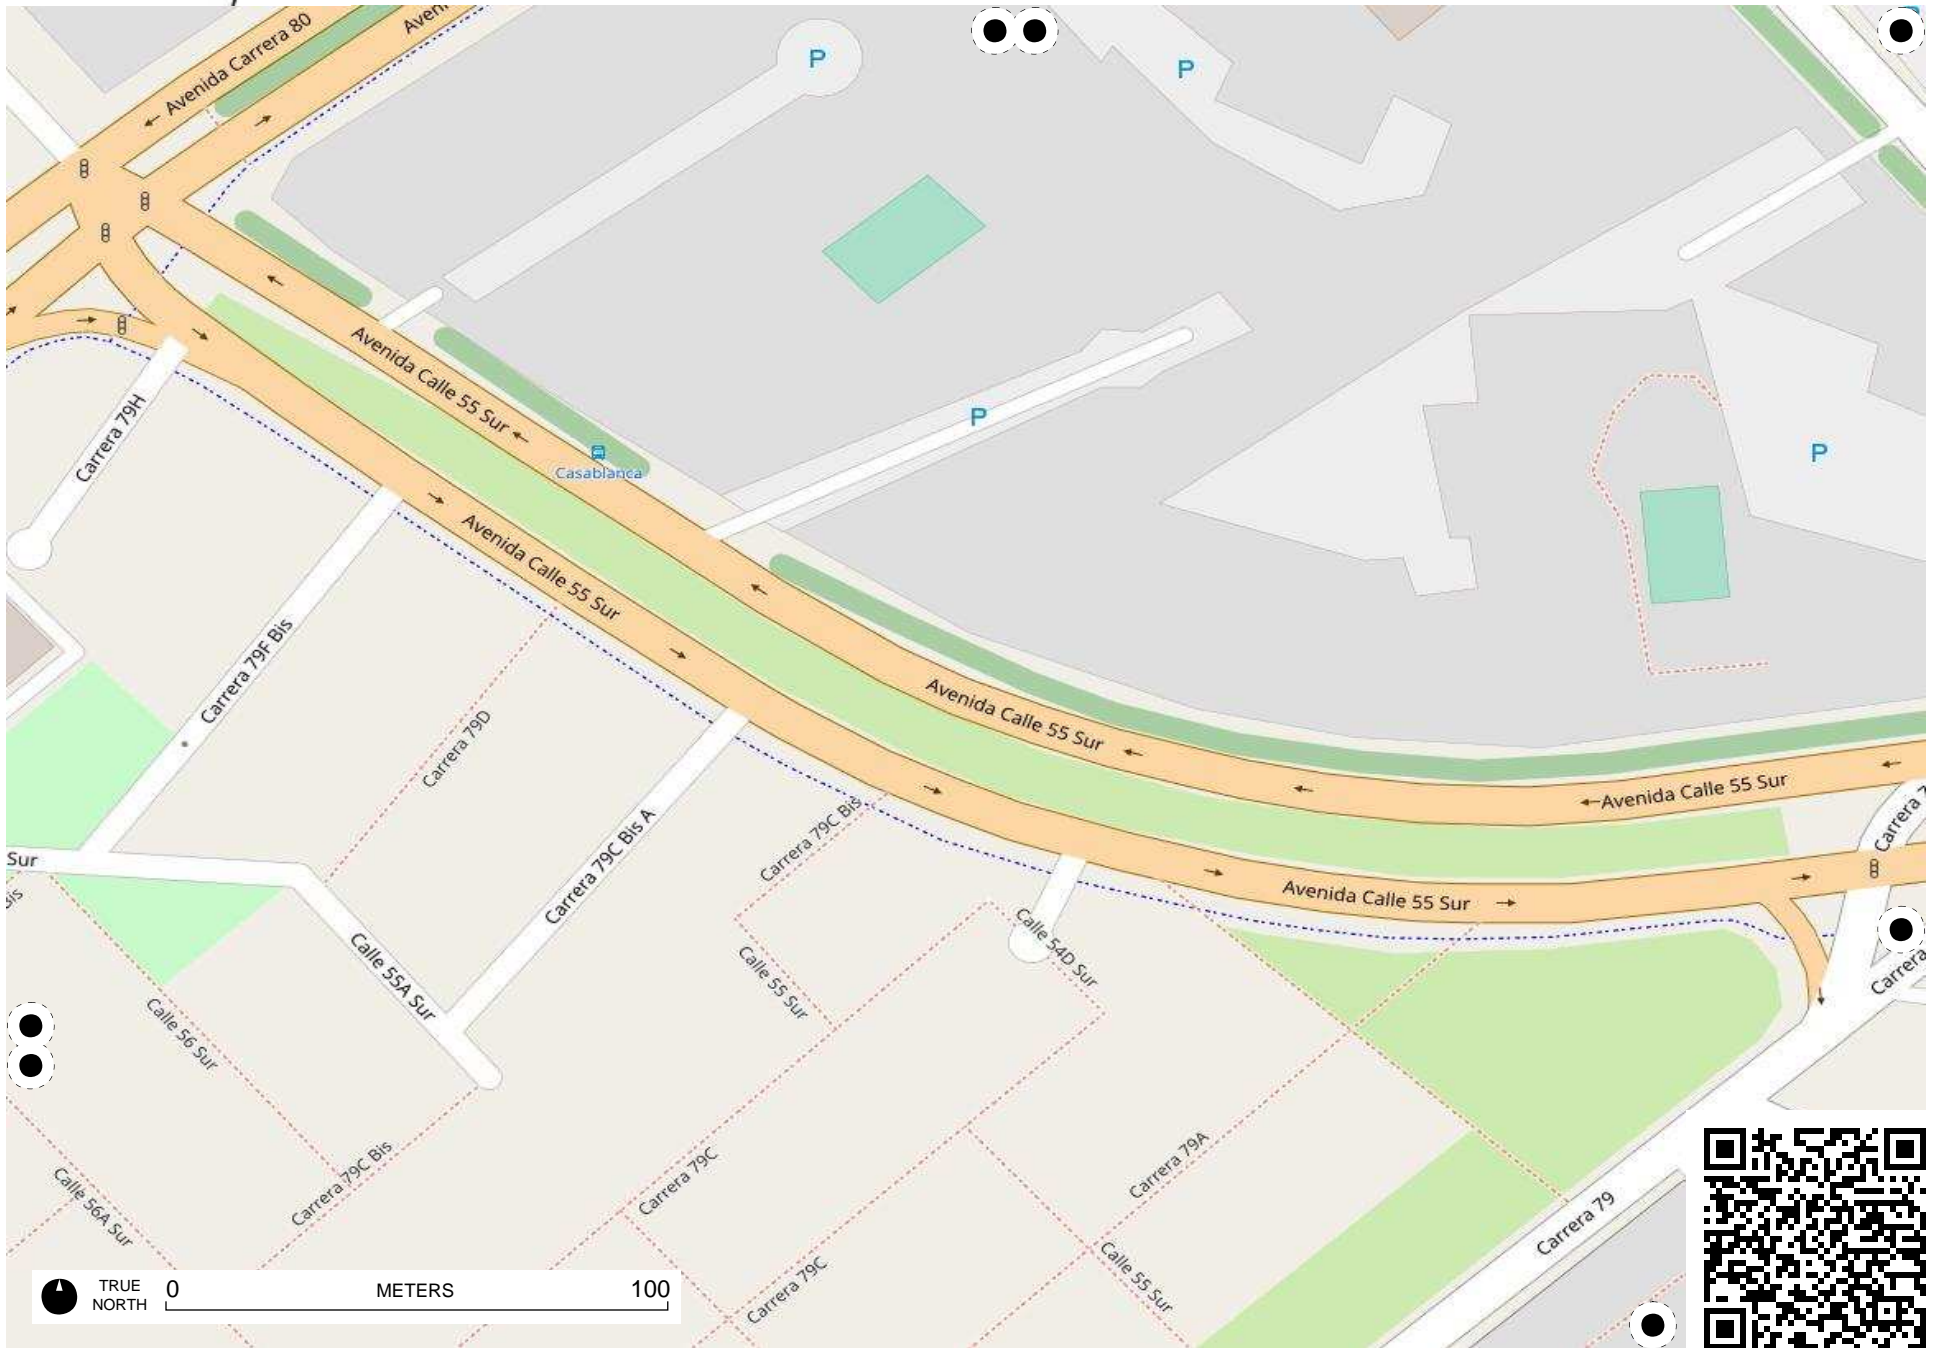 Avenida Carrera 80
P
P
Carrera 79H
Avenida Calle 55 Sur
Casablanca
P
P
Avenida Calle 55 Sur
Carrera 79F Bis
Carrera 79D
Avenida Calle 55 Sur
Avenida Calle 55 Sur
Carrera 79C Bis
Carrera 79C Bis A
Sur
Avenida Calle 55 Sur
Calle 55A Sur
Calle 55 Sur
Calle 54D Sur
Carrera
Calle 56 Sur
Carrera 79C Bis
Carrera 79C
Carrera 79A
Calle 56A Sur
Carrera 79
Carrera 79C
Calle 55 Sur
TRUE
NORTH
0 METERS 100